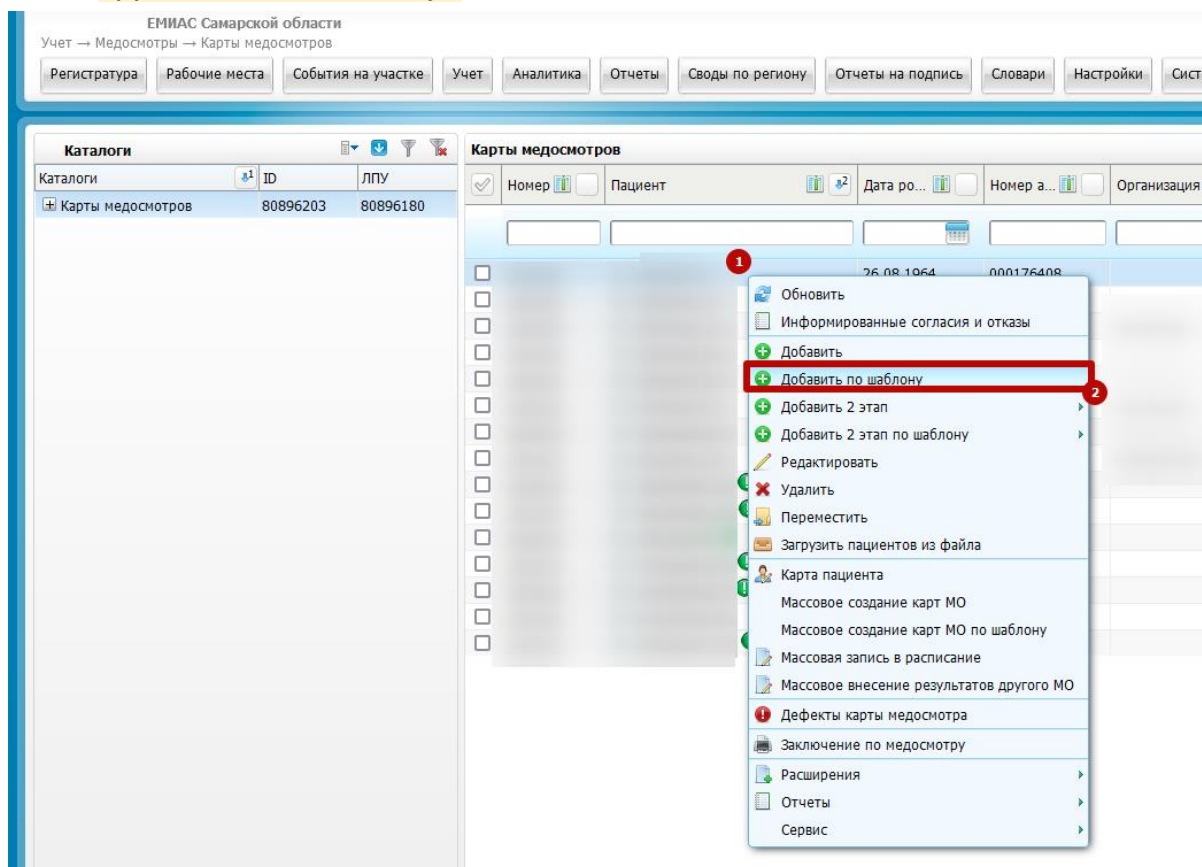 ЕМИАС Самарской области
Учет → Медосмотры → Карты медосмотров
Регистратура Рабочие места События на участке Учет Аналитика Отчеты Своды по региону Отчеты на подпись Словари Настройки Сист
Каталоги
Каталоги 1 ID ЛПУ
Карты медосмотров 80896203 80896180
Карты медосмотров
Номер Пациент 2 Дата ро... Номер а... Организация
1
26.08.1964 000176408
Обновить
Информированные согласия и отказы
Добавить
Добавить по шаблону
2
Добавить 2 этап
Добавить 2 этап по шаблону
Редактировать
Удалить
Переместить
Загрузить пациентов из файла
Карта пациента
Массовое создание карт МО
Массовое создание карт МО по шаблону
Массовая запись в расписание
Массовое внесение результатов другого МО
Дефекты карты медосмотра
Заключение по медосмотру
Расширения
Отчеты
Сервис